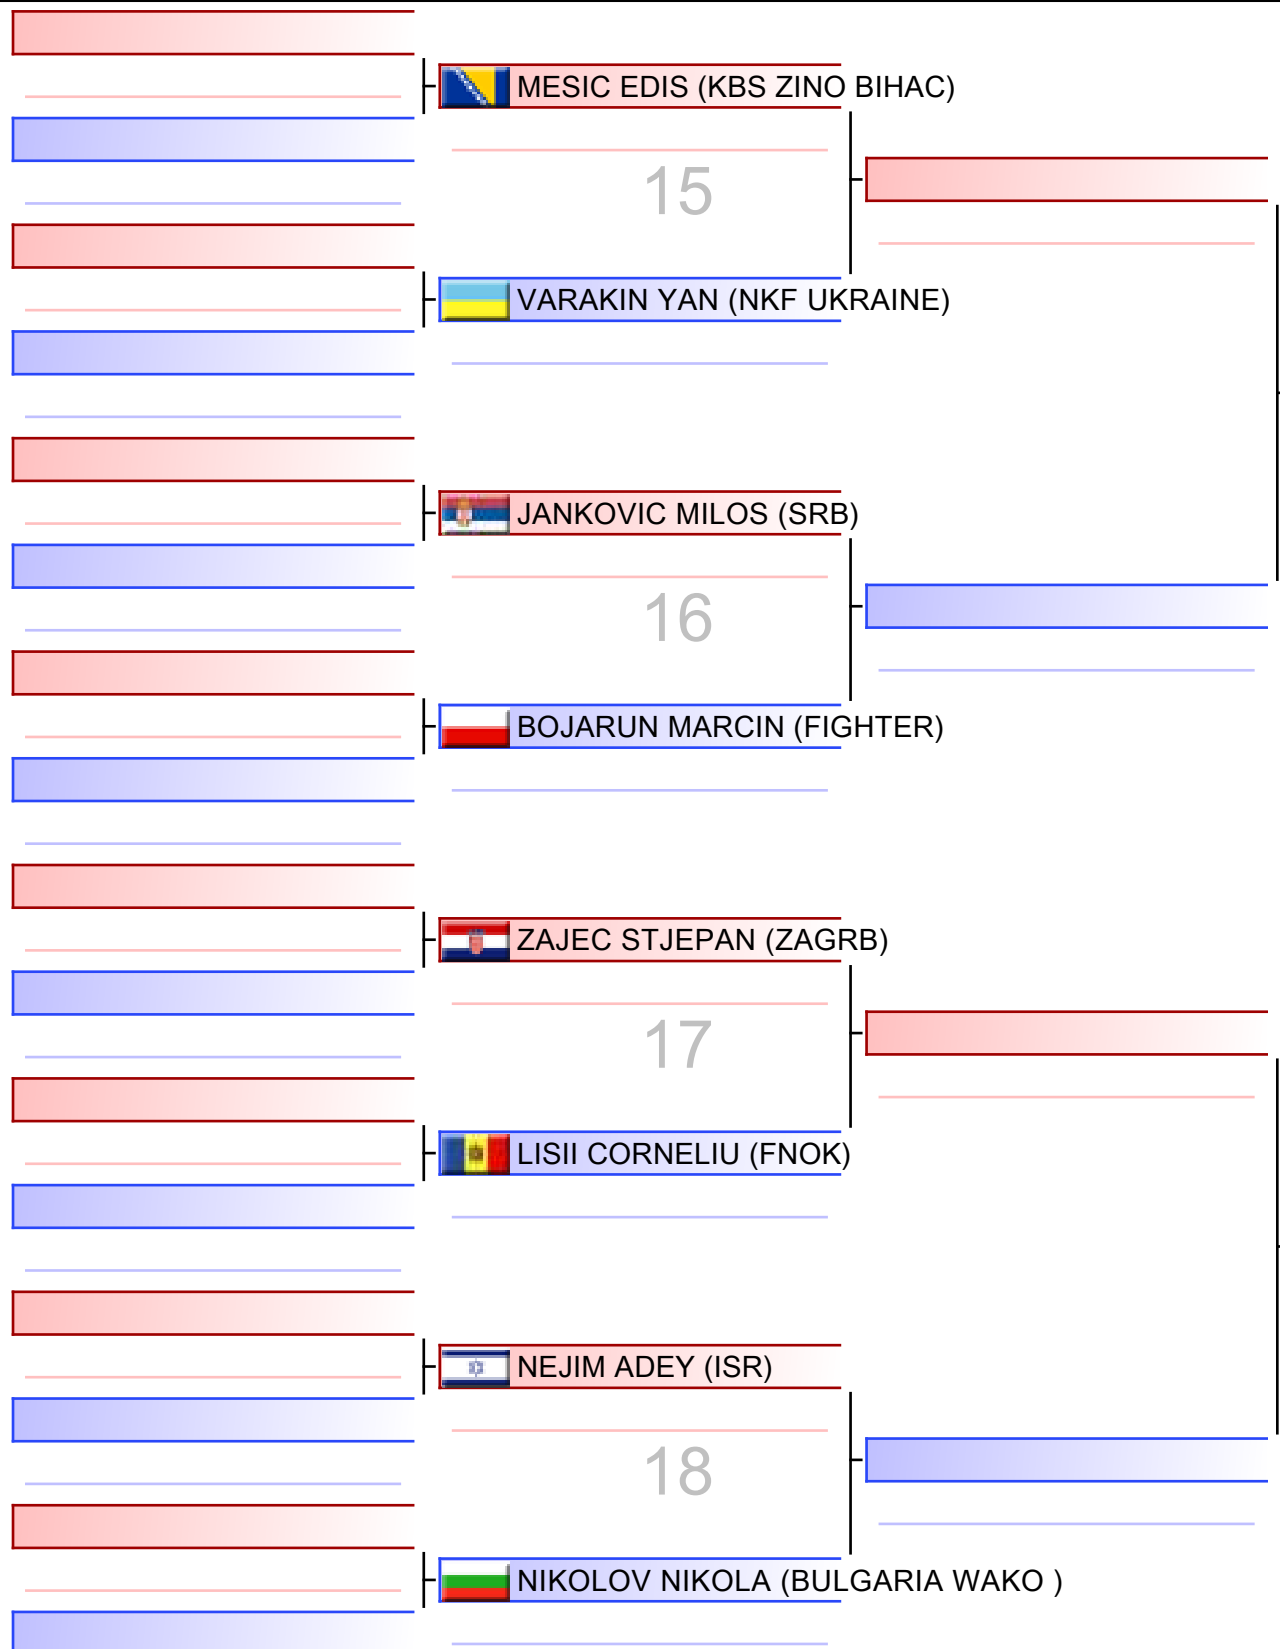 MESIC EDIS (KBS ZINO BIHAC)
15
VARAKIN YAN (NKF UKRAINE)
JANKOVIC MILOS (SRB)
16
BOJARUN MARCIN (FIGHTER)
ZAJEC STJEPAN (ZAGRB)
17
LISII CORNELIU (FNOK)
NEJIM ADEY (ISR)
18
NIKOLOV NIKOLA (BULGARIA WAKO )